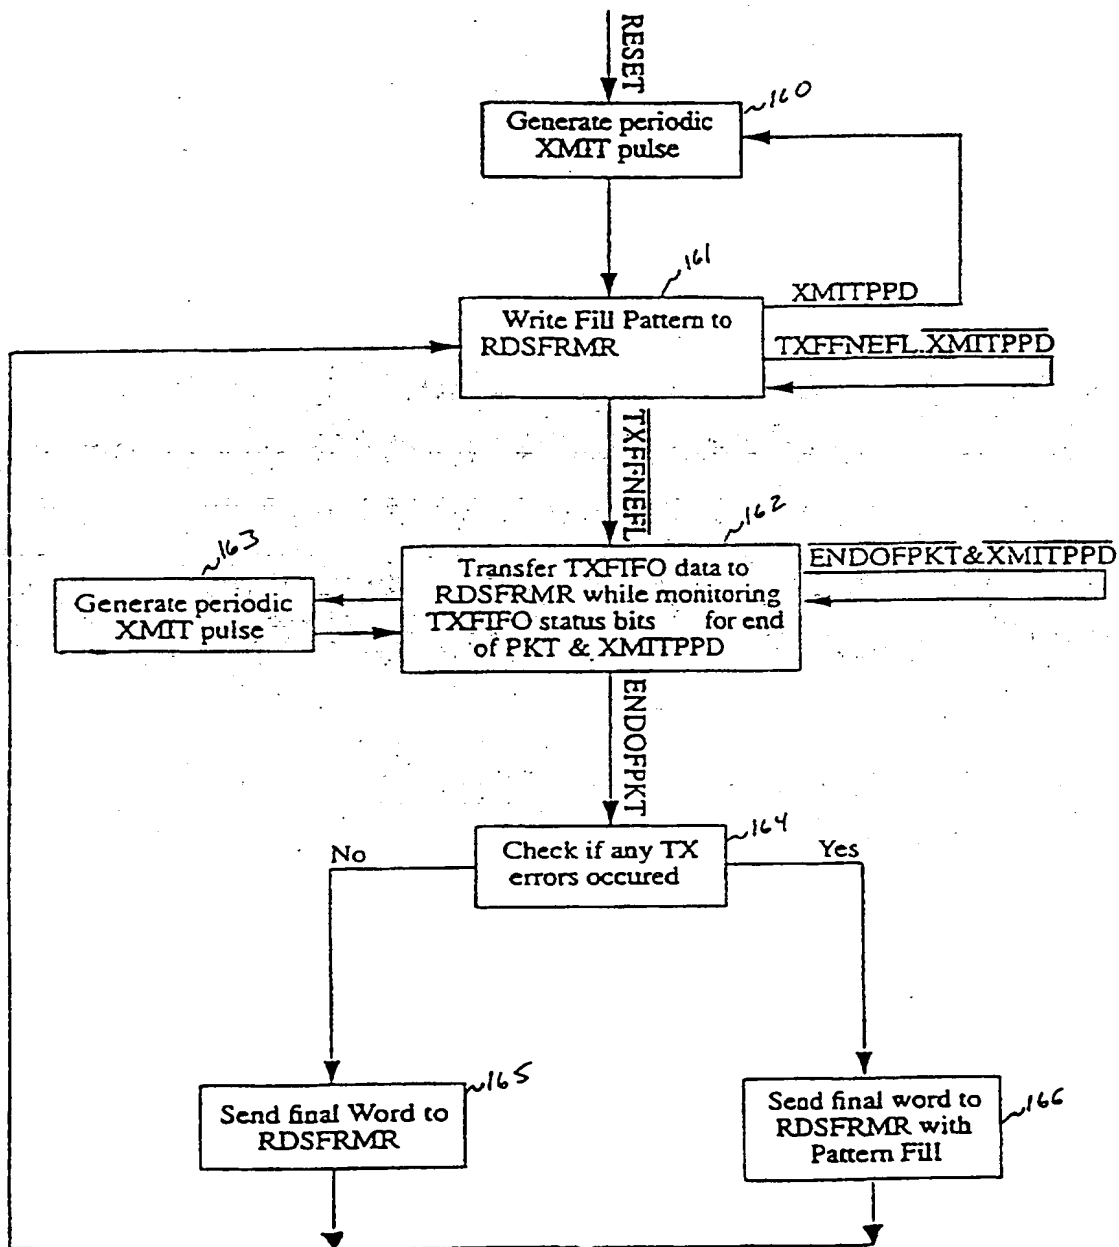 RESET
~160
Generate periodic
XMIT pulse
~161
XMITPPD
Write Fill Pattern to
RDSFRMR
TXFFNEFL.XMITPPD
TXFFNEFL
~162
~163
ENDOFPKT&XMITPPD
Transfer TXFIFO data to
RDSFRMR while monitoring
TXFIFO status bits for end
of PKT & XMITPPD
Generate periodic
XMIT pulse
ENDOFPKT
~164
No
Check if any TX
errors occured
Yes
~165
Send final Word to
RDSFRMR
~166
Send final word to
RDSFRMR with
Pattern Fill